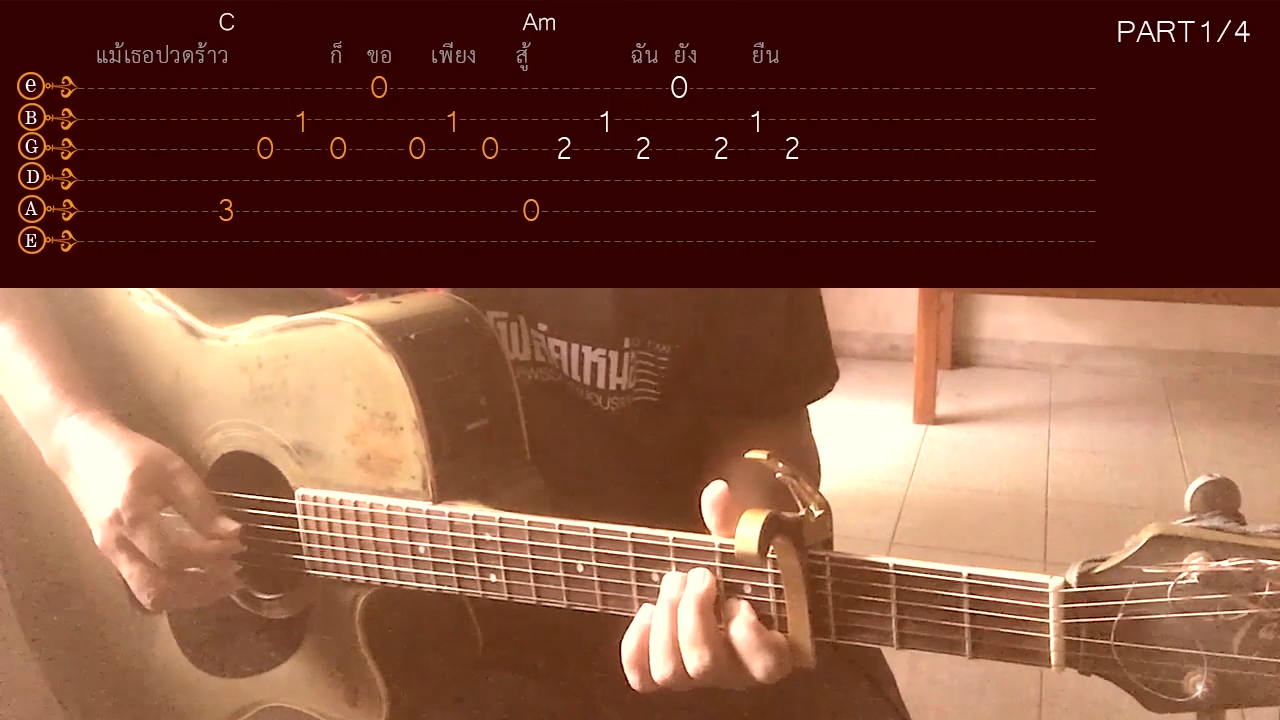 C Am
PART 1/4
แม้เธอปวดร้าว ก็ ขอ เพียง สู้ ฉัน ยัง ยืน
e 0 0
B 1 1 1 1
G 0 0 0 0 2 2 2 2
D
A 3 0
E